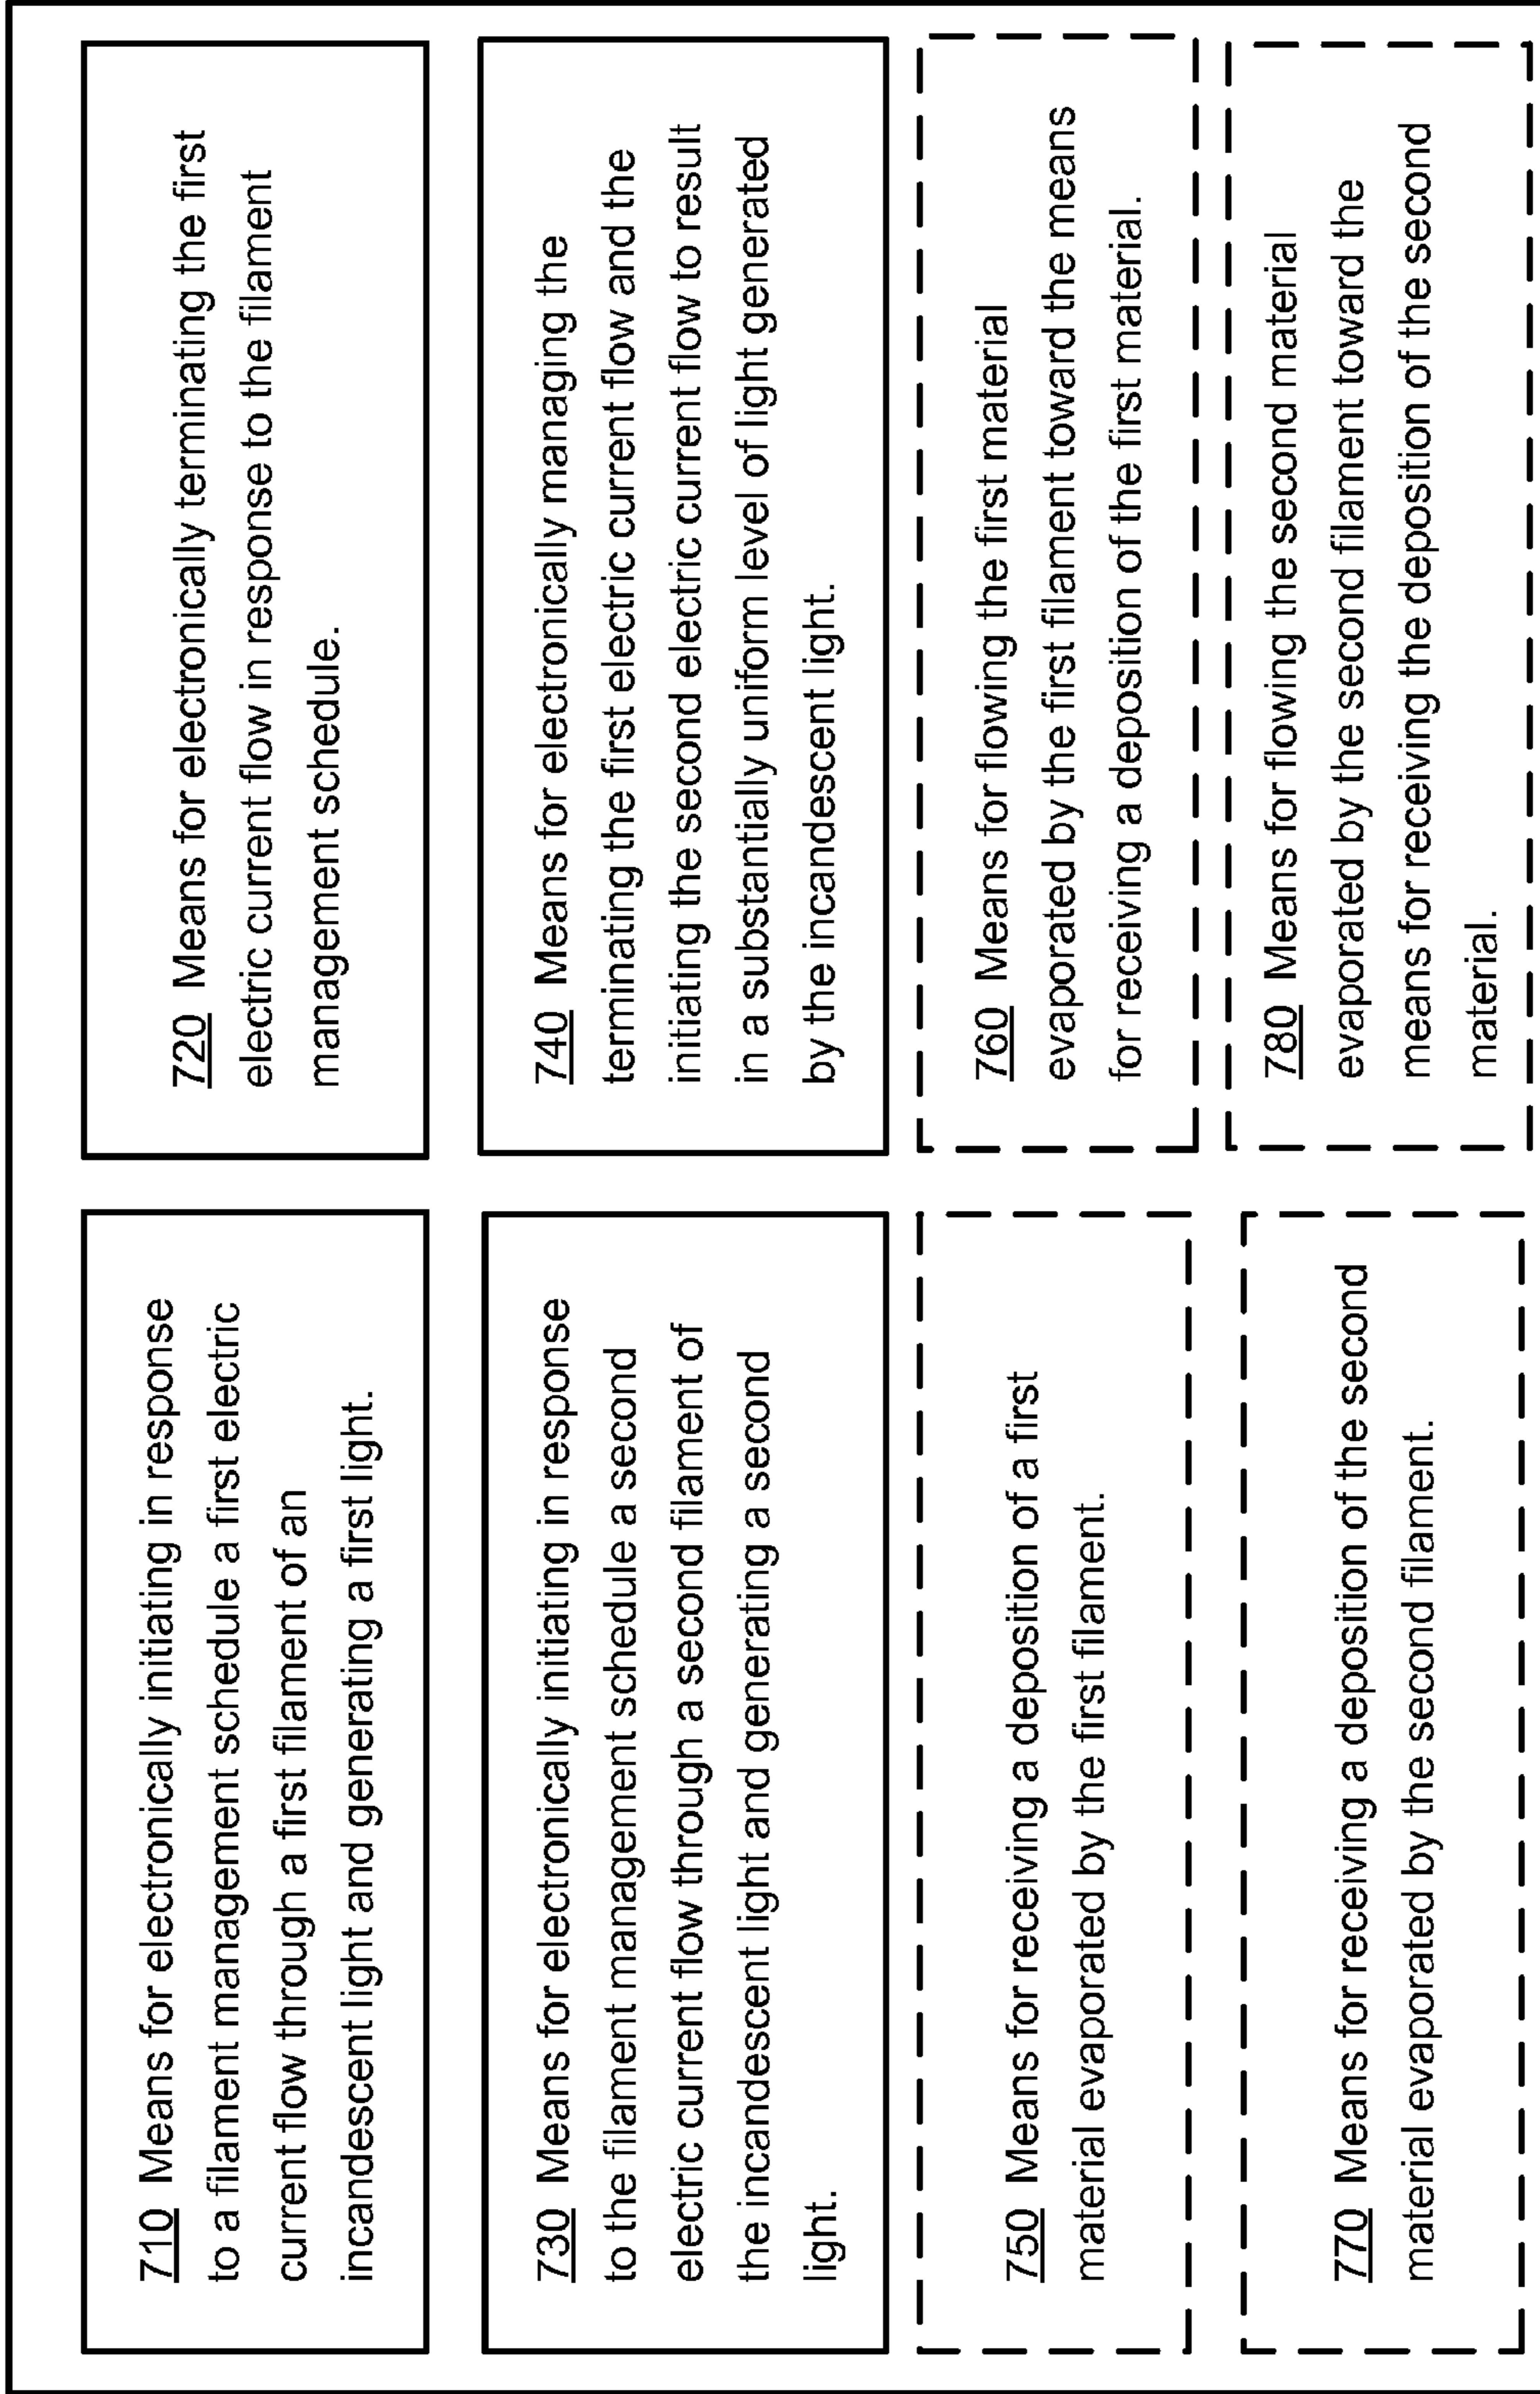 710 Means for electronically initiating in response
to a filament management schedule a first electric
current flow through a first filament of an
incandescent light and generating a first light.
720 Means for electronically terminating the first
electric current flow in response to the filament
management schedule.
730 Means for electronically initiating in response
to the filament management schedule a second
electric current flow through a second filament of
the incandescent light and generating a second
light.
740 Means for electronically managing the
terminating the first electric current flow and the
initiating the second electric current flow to result
in a substantially uniform level of light generated
by the incandescent light.
750 Means for receiving a deposition of a first
material evaporated by the first filament.
760 Means for flowing the first material
evaporated by the first filament toward the means
for receiving a deposition of the first material.
770 Means for receiving a deposition of the second
material evaporated by the second filament.
780 Means for flowing the second material
evaporated by the second filament toward the
means for receiving the deposition of the second
material.